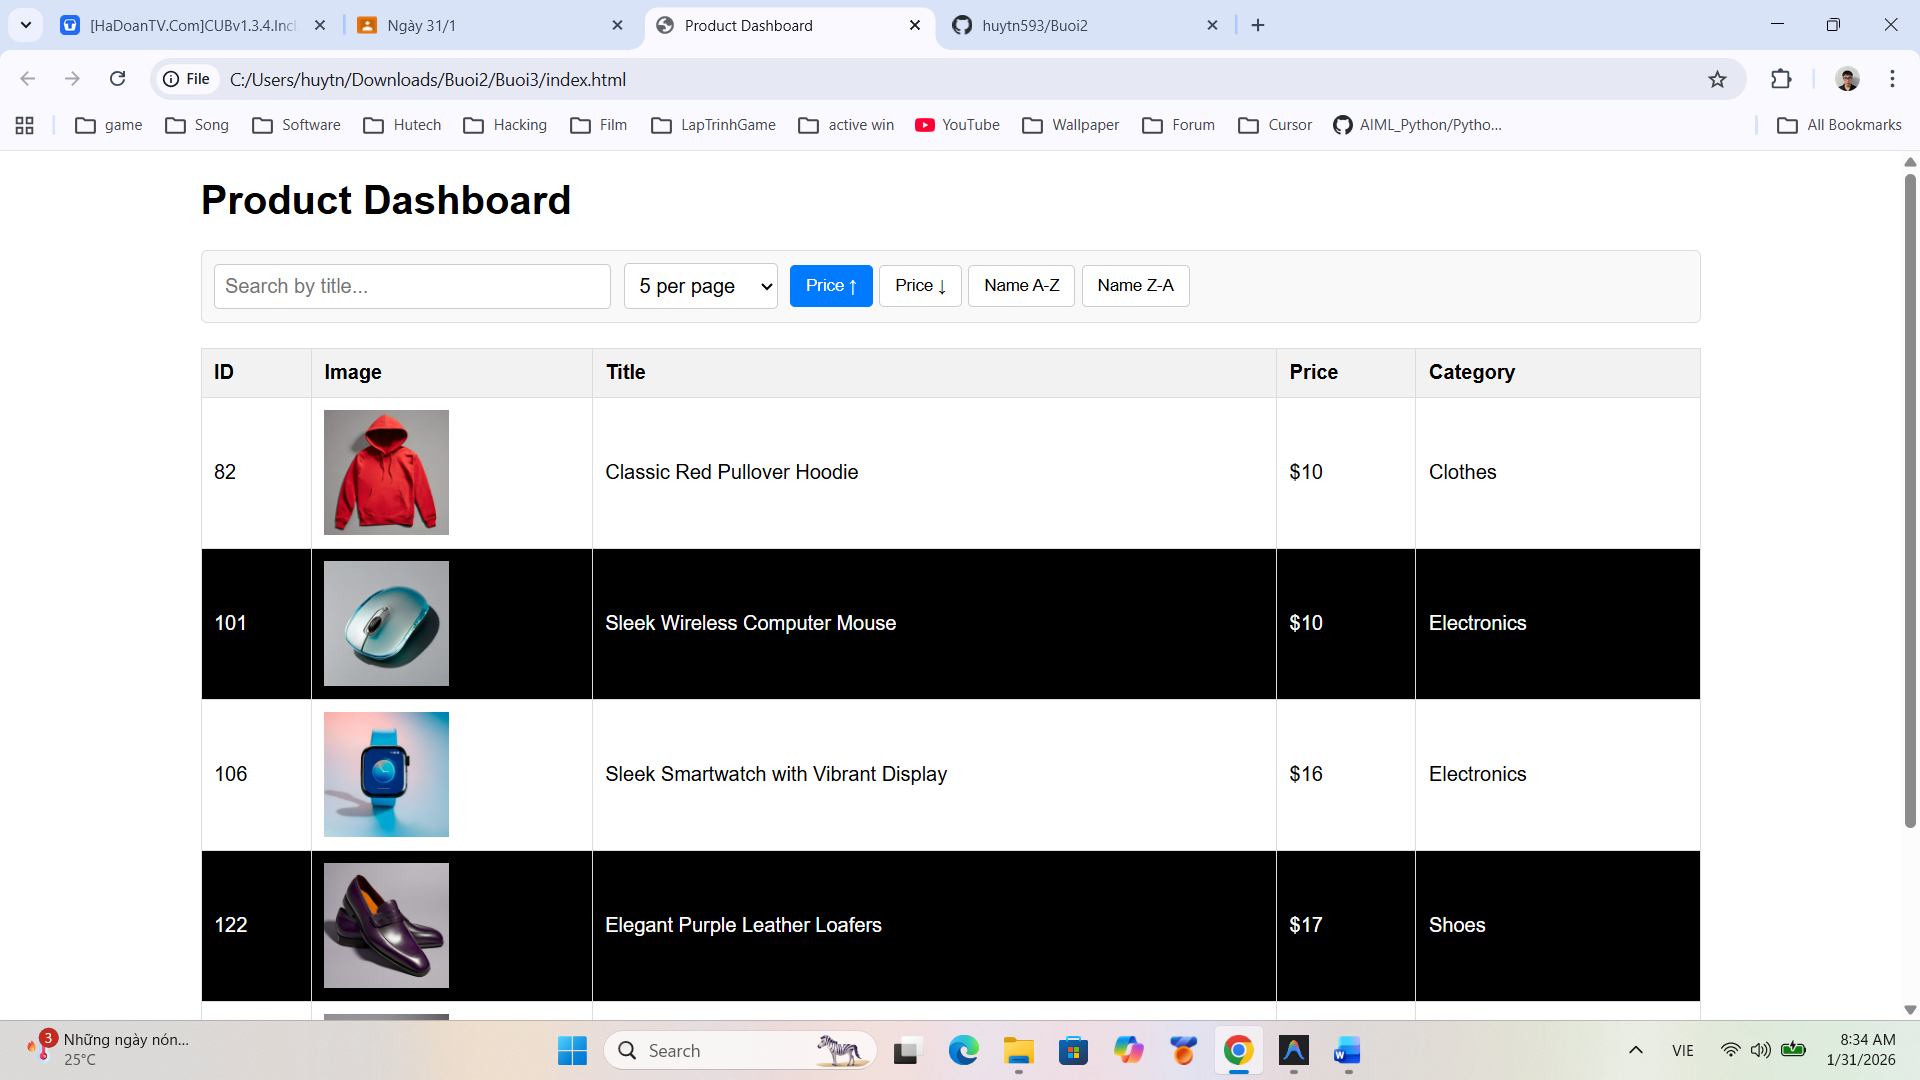 [HaDoanTV.Com]CUBv1.3.4.Incl
Ngày 31/1
Product Dashboard
huytn593/Buoi2
File
C:/Users/huytn/Downloads/Buoi2/Buoi3/index.html
game
Song
Software
Hutech
Hacking
Film
LapTrinhGame
active win
YouTube
Wallpaper
Forum
Cursor
AIML_Python/Pytho...
All Bookmarks
Product Dashboard
Search by title...
5 per page
Price ↑
Price ↓
Name A-Z
Name Z-A
ID Image Title Price Category
82 Classic Red Pullover Hoodie $10 Clothes
101 Sleek Wireless Computer Mouse $10 Electronics
106 Sleek Smartwatch with Vibrant Display $16 Electronics
122 Elegant Purple Leather Loafers $17 Shoes
3
Những ngày nón...
25°C
Search
VIE
8:34 AM
1/31/2026